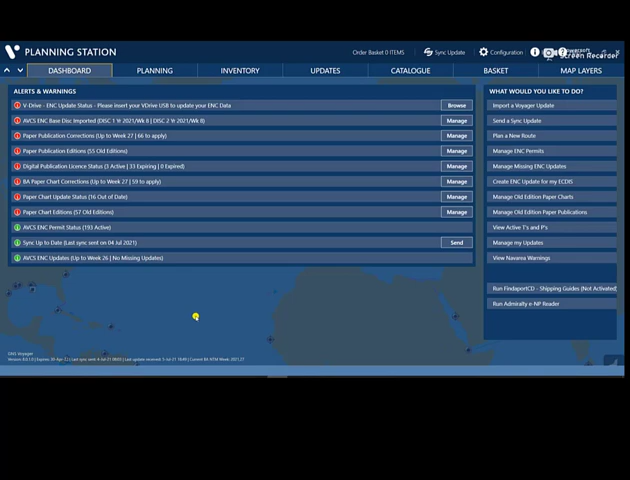 PLANNING STATION
Order Basket 0 ITEMS
Sync Update
Configuration
Screen Recorder
DASHBOARD
PLANNING
INVENTORY
UPDATES
CATALOGUE
BASKET
MAP LAYERS
ALERTS & WARNINGS
V-Drive - ENC Update Status - Please insert your VDrive USB to update your ENC Data
Browse
AVCS ENC Base Disc Imported (DISC 1 Yr 2021/Wk 8 | DISC 2 Yr 2021/Wk 8)
Manage
Paper Publication Corrections (Up to Week 27 | 66 to apply)
Manage
Paper Publication Editions (55 Old Editions)
Manage
Digital Publication Licence Status (3 Active | 33 Expiring | 0 Expired)
Manage
BA Paper Chart Corrections (Up to Week 27 | 59 to apply)
Manage
Paper Chart Update Status (16 Out of Date)
Manage
Paper Chart Editions (57 Old Editions)
Manage
AVCS ENC Permit Status (193 Active)
Sync Up to Date (Last sync sent on 04 Jul 2021)
Send
AVCS ENC Updates (Up to Week 26 | No Missing Updates)
WHAT WOULD YOU LIKE TO DO?
Import a Voyager Update
Send a Sync Update
Plan a New Route
Manage ENC Permits
Manage Missing ENC Updates
Create ENC Update for my ECDIS
Manage Old Edition Paper Charts
Manage Old Edition Paper Publications
View Active T's and P's
Manage my Updates
View Navarea Warnings
Run FindaportCD - Shipping Guides (Not Activated)
Run Admiralty e-NP Reader
Voyager